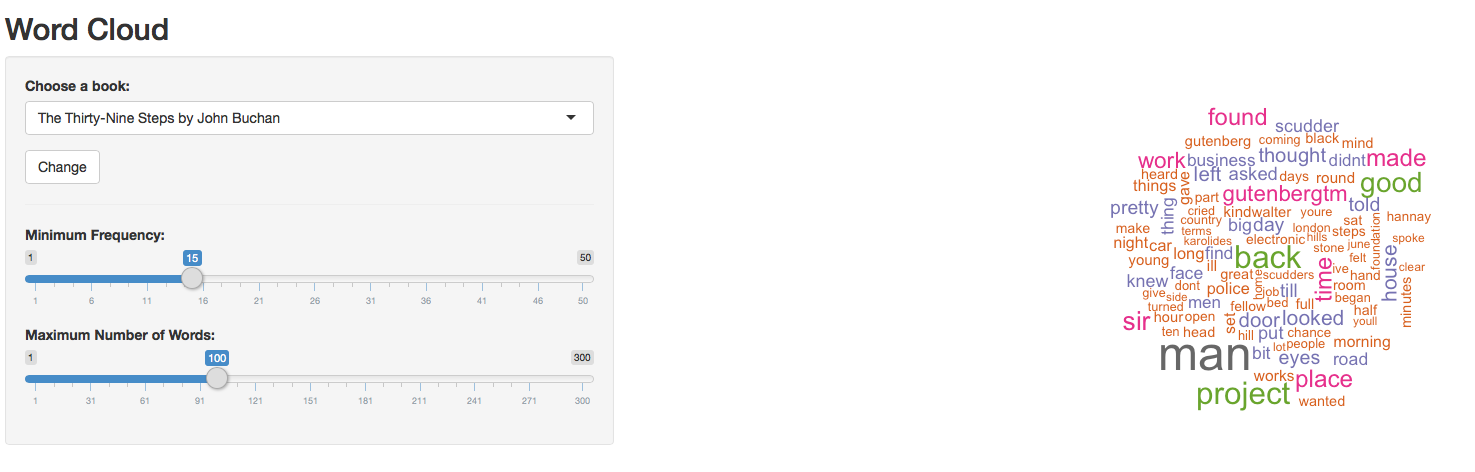 Word Cloud
Choose a book:
The Thirty-Nine Steps by John Buchan
Change
Minimum Frequency:
1 15 50
1 6 11 16 21 26 31 36 41 46 50
Maximum Number of Words:
1 100 300
1 31 61 91 121 151 181 211 241 271 300
found
scudder
gutenberg coming black mind
work business thought didnt made
heard left asked days round good
things gave part gutenbergtm
pretty thing cried kindwalter youre told
country bigday london sat hannay
make terms steps
night car karolides electronic hills june foundation spoke
longfind back stone
young ill felt
face great scudders time ive hand house clear
knew dont home room
give side police job till began minutes
turned men fellow bed full half
sir hour open set door looked youll
ten head hill put chance
man lot people morning
bit eyes road
works place
project wanted